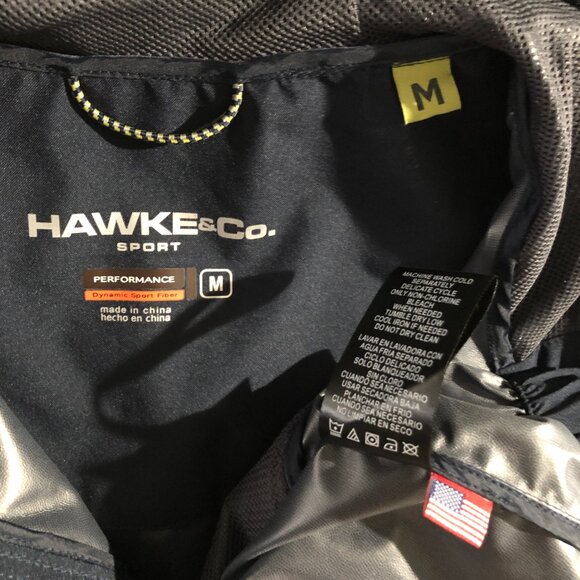 M
HAWKE&Co.
SPORT
PERFORMANCE
Dynamic Sport Fiber
M
made in china
hecho en china
MACHINE WASH COLD
SEPARATELY
DELICATE CYCLE
ONLY NON-CHLORINE
BLEACH
WHEN NEEDED
TUMBLE DRY LOW
COOL IRON IF NEEDED
DO NOT DRY CLEAN
LAVAR EN LAVADORA CON
AGUA FRIA SEPARADO
CICLO DELICADO
SOLO BLANQUEADOR
SIN CLORO
CUANDO SEA NECESARIO
USAR SECADORA BAJA
PLANCHAR EN FRIO
CUANDO SEA NECESARIO
NO LIMPIAR EN SECO